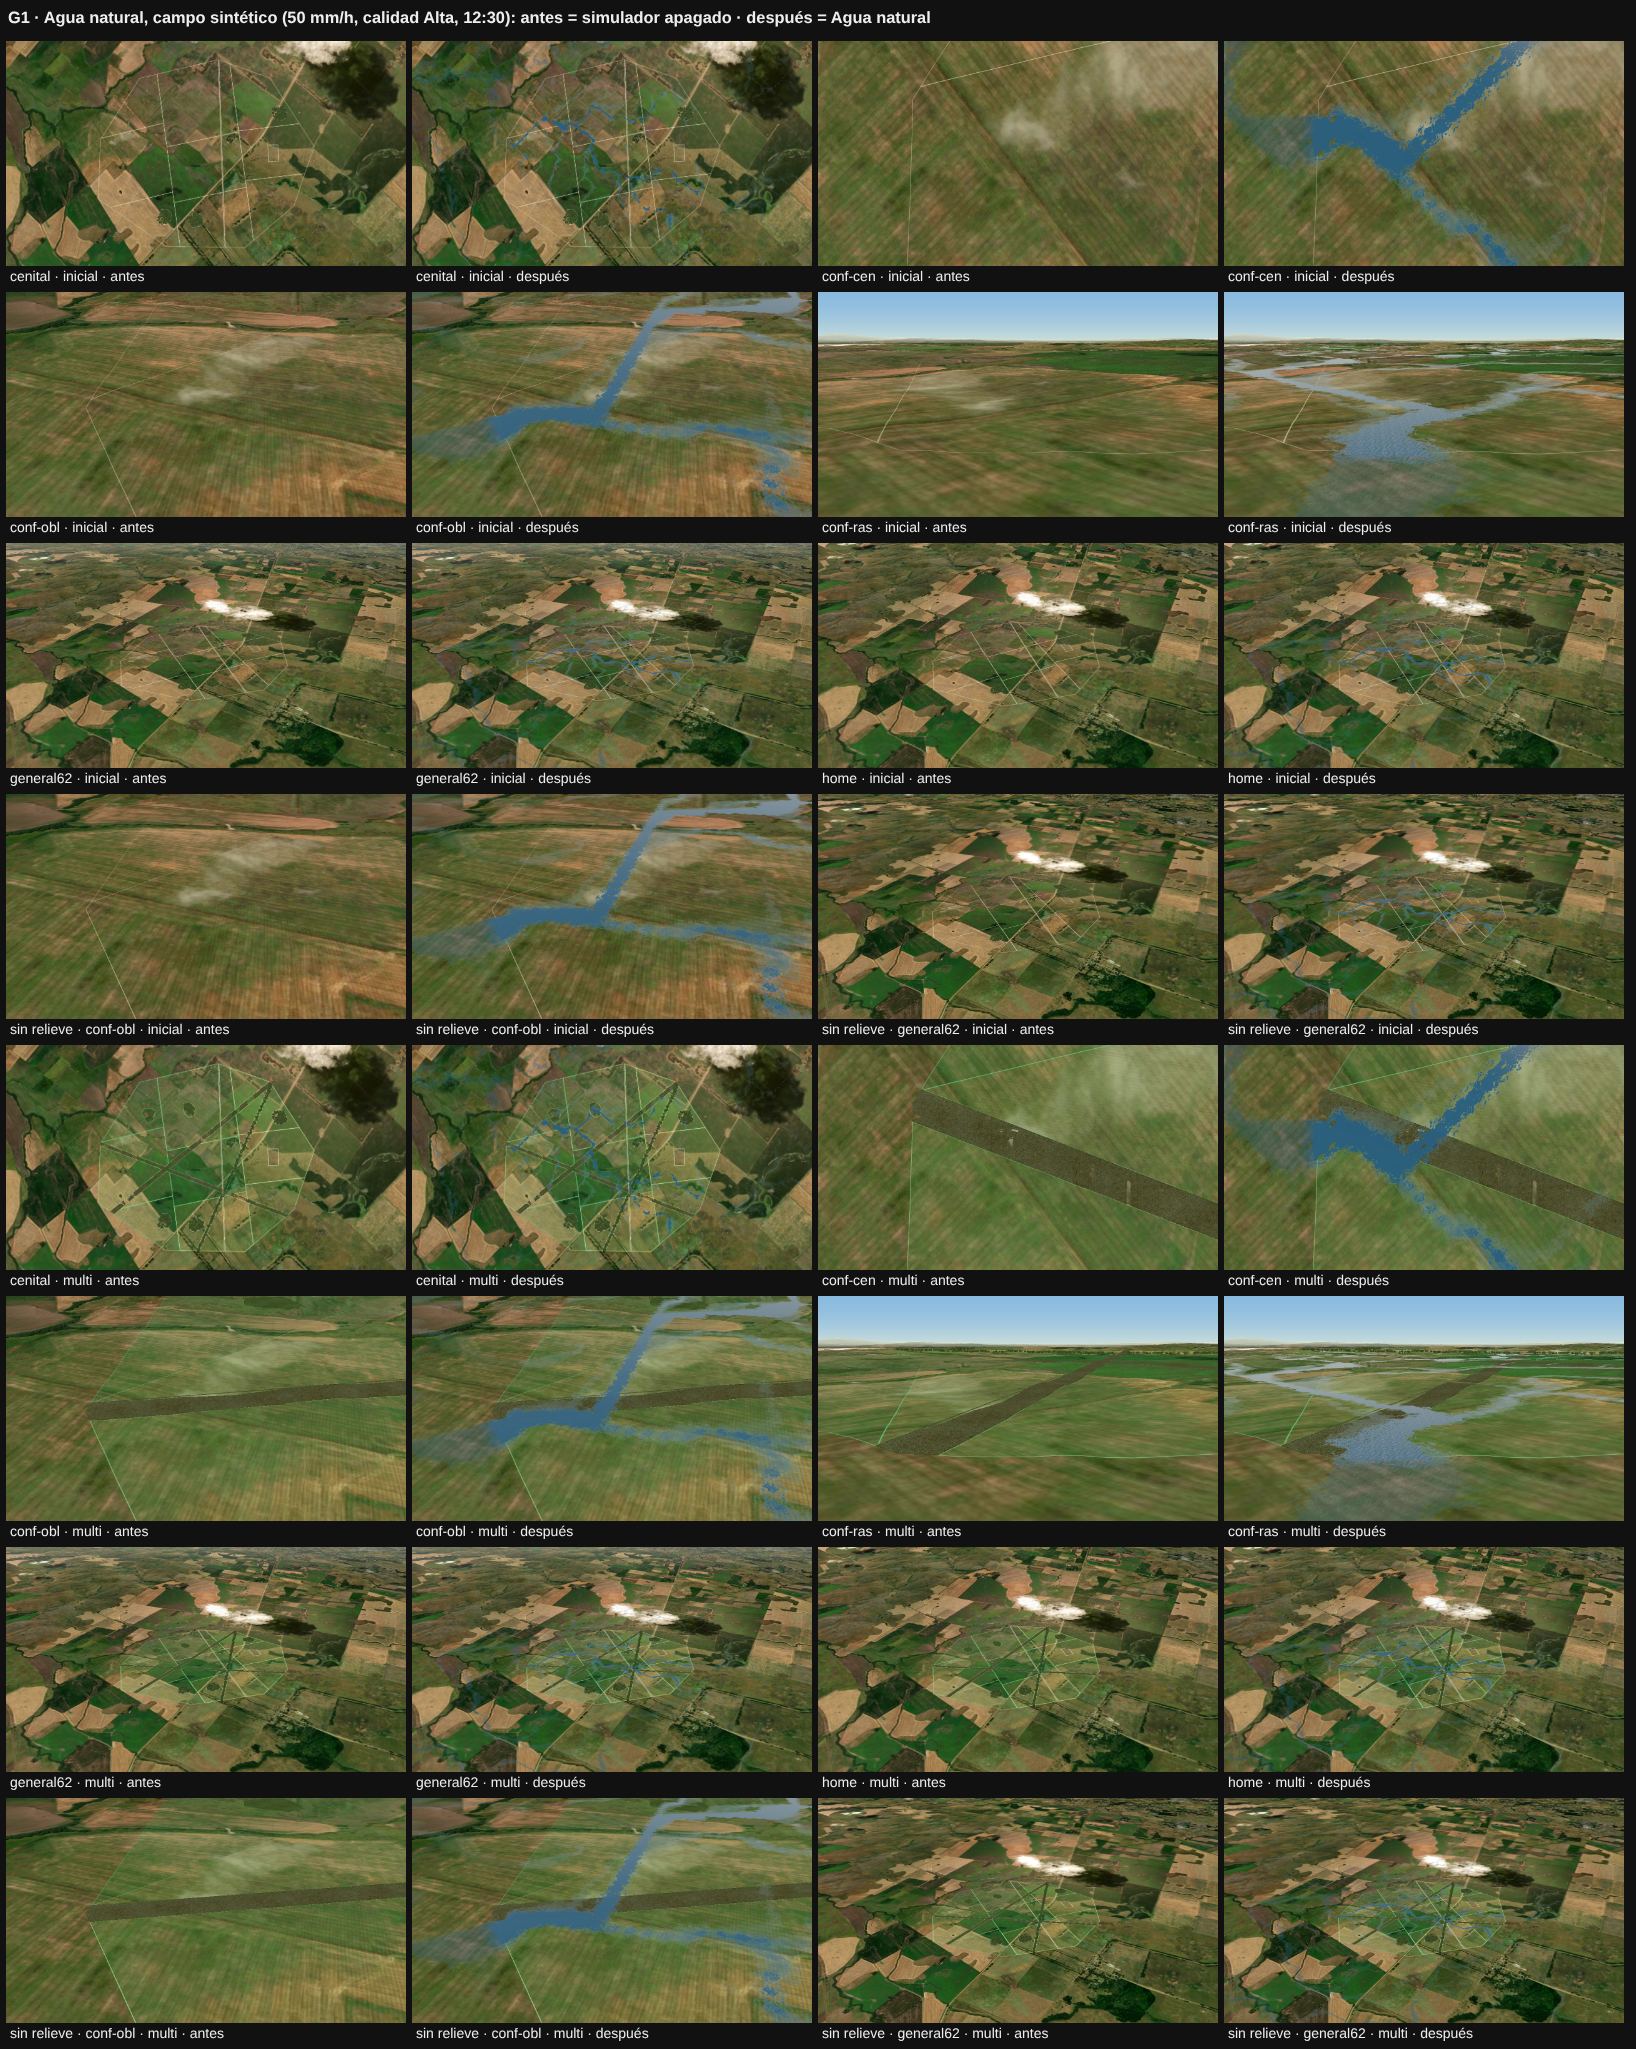 G1 · Agua natural, campo sintético (50 mm/h, calidad Alta, 12:30): antes = simulador apagado · después = Agua natural
cenital · inicial · antes
cenital · inicial · después
conf-cen · inicial · antes
conf-cen · inicial · después
conf-obl · inicial · antes
conf-obl · inicial · después
conf-ras · inicial · antes
conf-ras · inicial · después
general62 · inicial · antes
general62 · inicial · después
home · inicial · antes
home · inicial · después
sin relieve · conf-obl · inicial · antes
sin relieve · conf-obl · inicial · después
sin relieve · general62 · inicial · antes
sin relieve · general62 · inicial · después
cenital · multi · antes
cenital · multi · después
conf-cen · multi · antes
conf-cen · multi · después
conf-obl · multi · antes
conf-obl · multi · después
conf-ras · multi · antes
conf-ras · multi · después
general62 · multi · antes
general62 · multi · después
home · multi · antes
home · multi · después
sin relieve · conf-obl · multi · antes
sin relieve · conf-obl · multi · después
sin relieve · general62 · multi · antes
sin relieve · general62 · multi · después